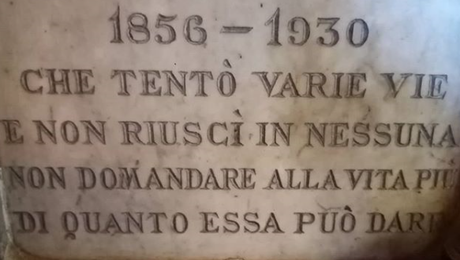 1856 – 1930
CHE TENTÒ VARIE VIE
E NON RIUSCÌ IN NESSUNA
NON DOMANDARE ALLA VITA PIÙ
DI QUANTO ESSA PUÒ DARE